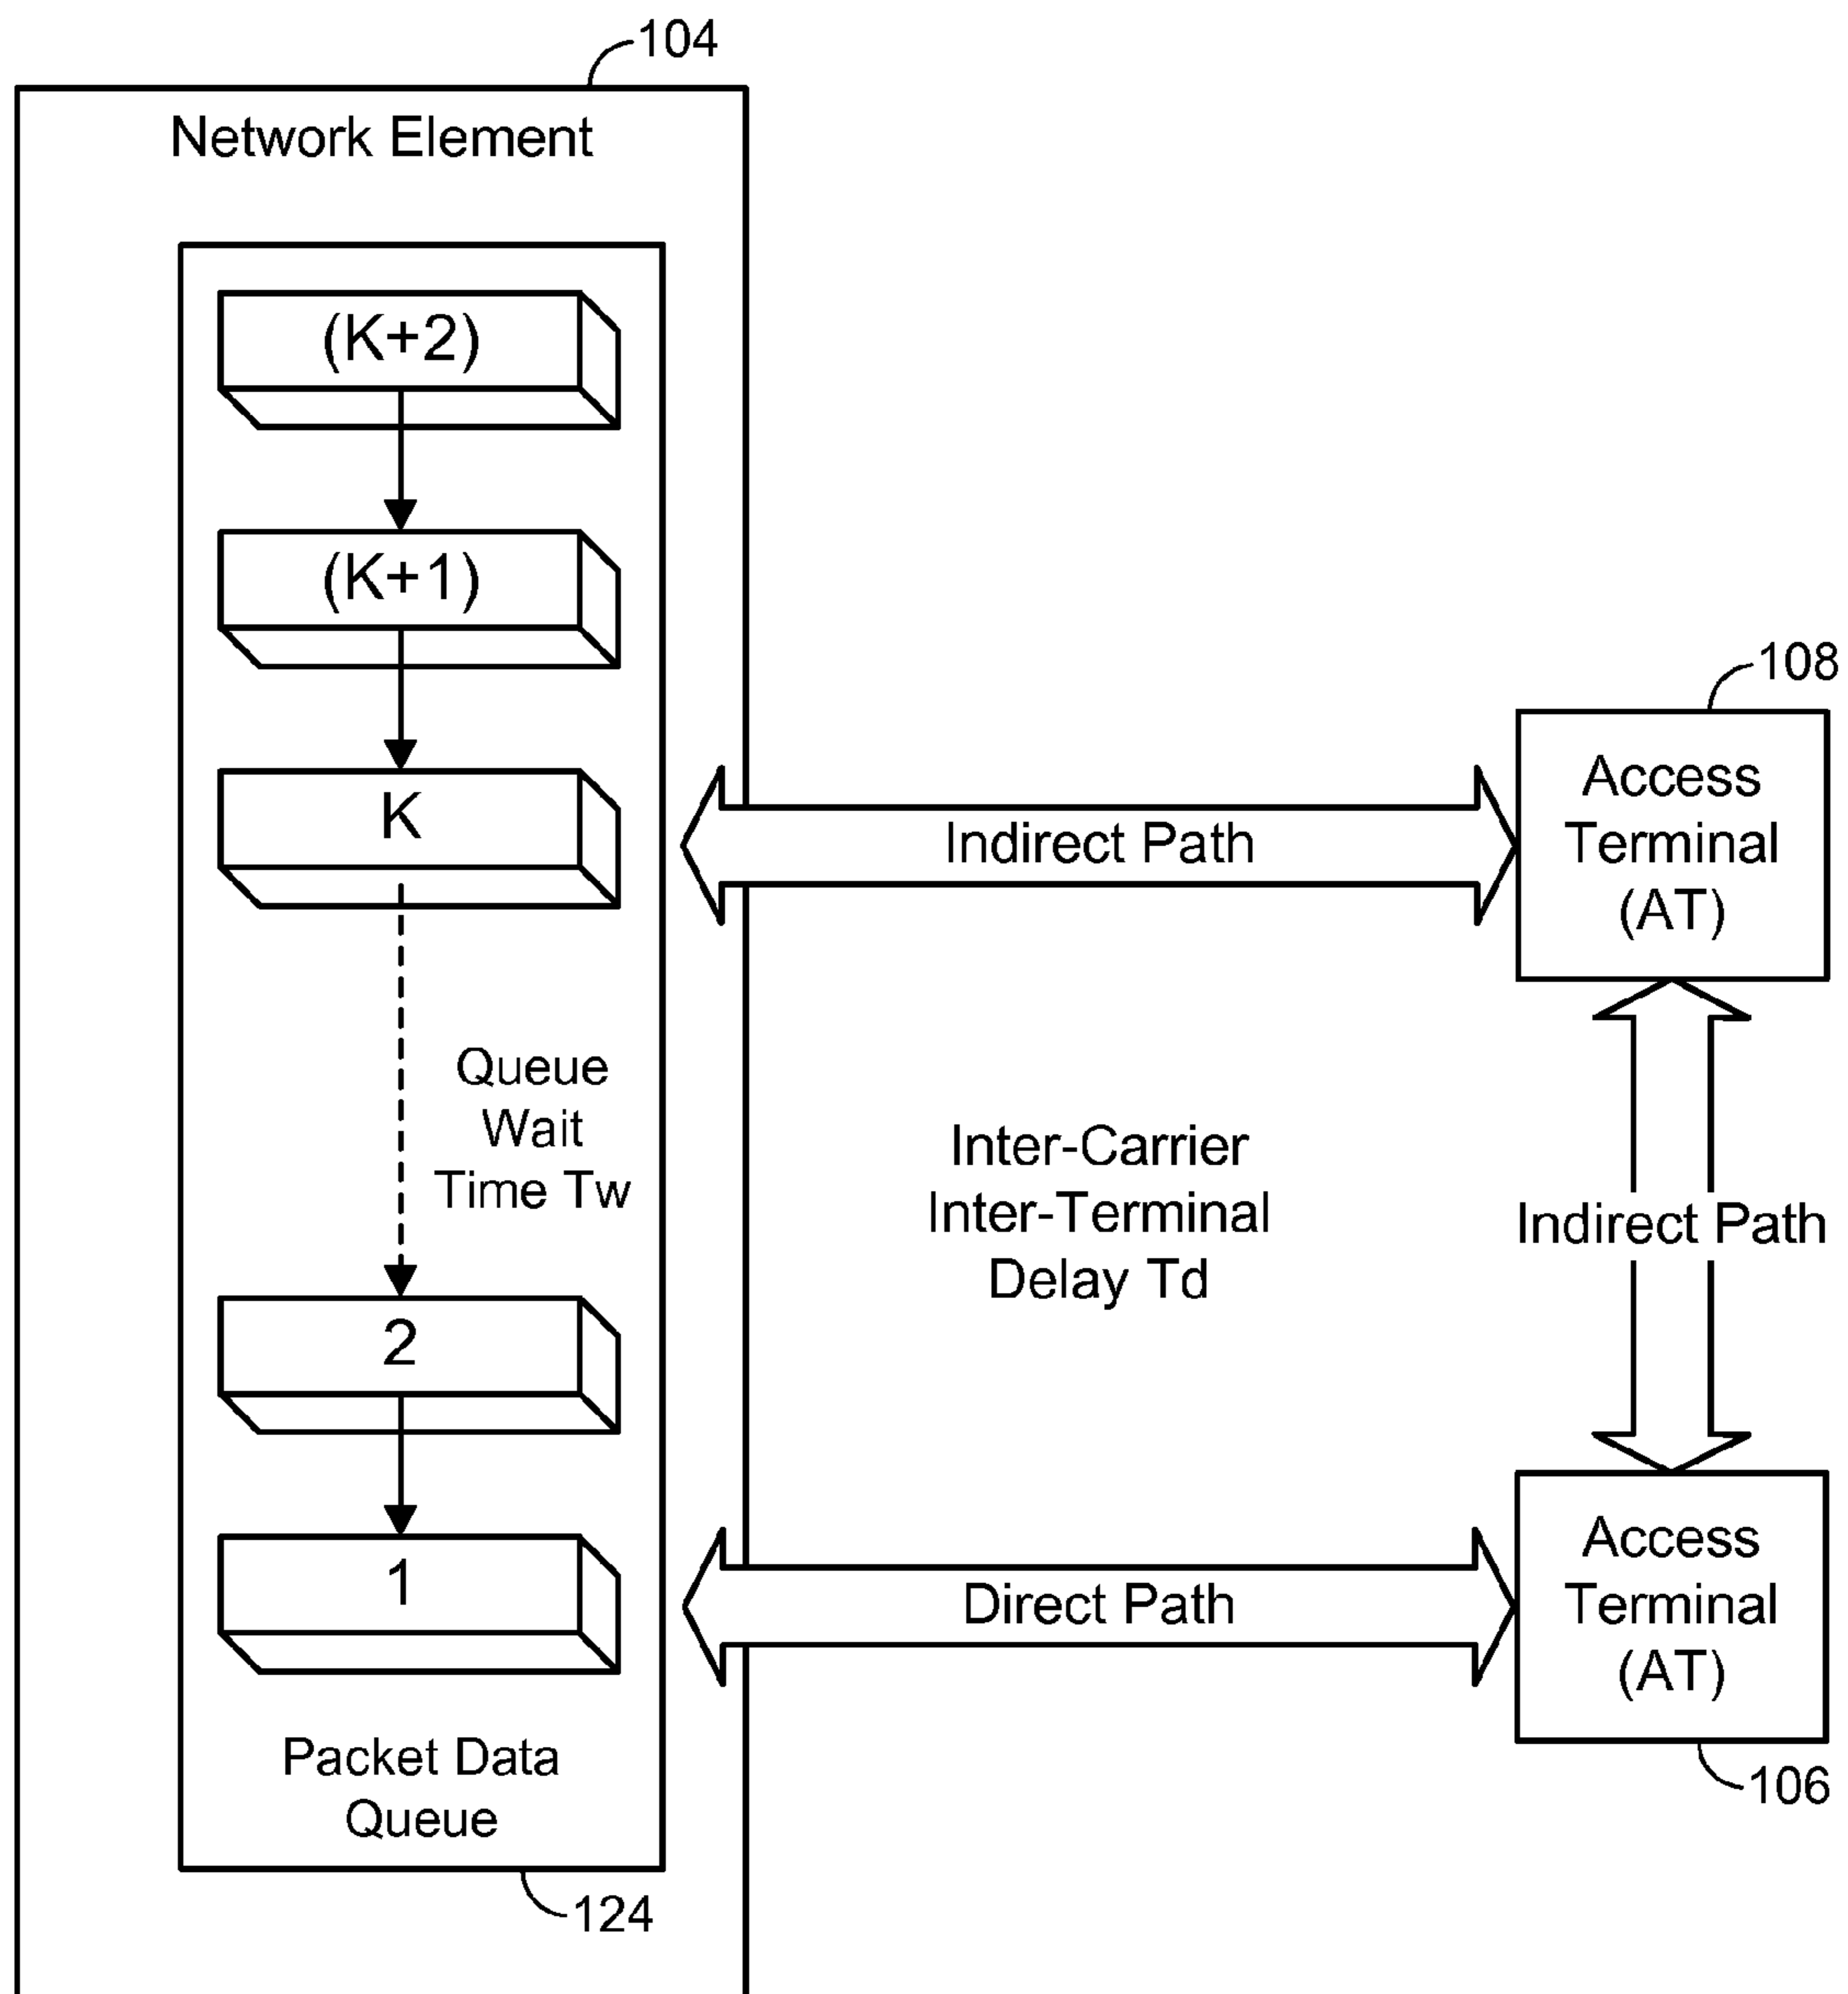 104
Network Element
(K+2)
(K+1)
108
Access
Terminal
(AT)
K
Indirect Path
Queue
Wait
Time Tw
Inter-Carrier
Inter-Terminal
Delay Td
Indirect Path
2
1
Direct Path
Access
Terminal
(AT)
106
Packet Data
Queue
124